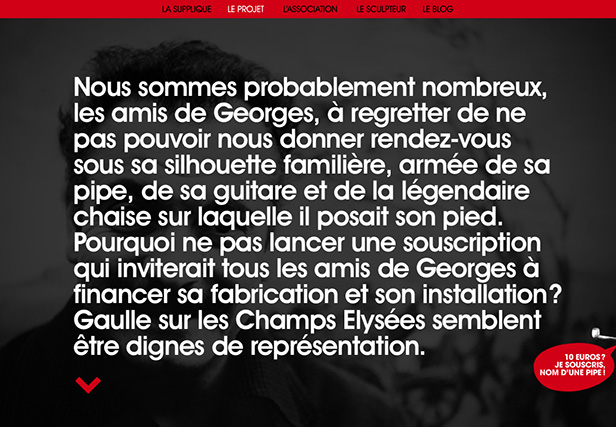 LA SUPPLIQUE LE PROJET L'ASSOCIATION LE SCULPTEUR LE BLOG
Nous sommes probablement nombreux,
les amis de Georges, à regretter de ne
pas pouvoir nous donner rendez-vous
sous sa silhouette familière, armée de sa
pipe, de sa guitare et de la légendaire
chaise sur laquelle il posait son pied.
Pourquoi ne pas lancer une souscription
qui inviterait tous les amis de Georges à
financer sa fabrication et son installation?
Gaulle sur les Champs Elysées semblent
être dignes de représentation.
10 EUROS?
JE SOUSCRIS,
NOM D'UNE PIPE!